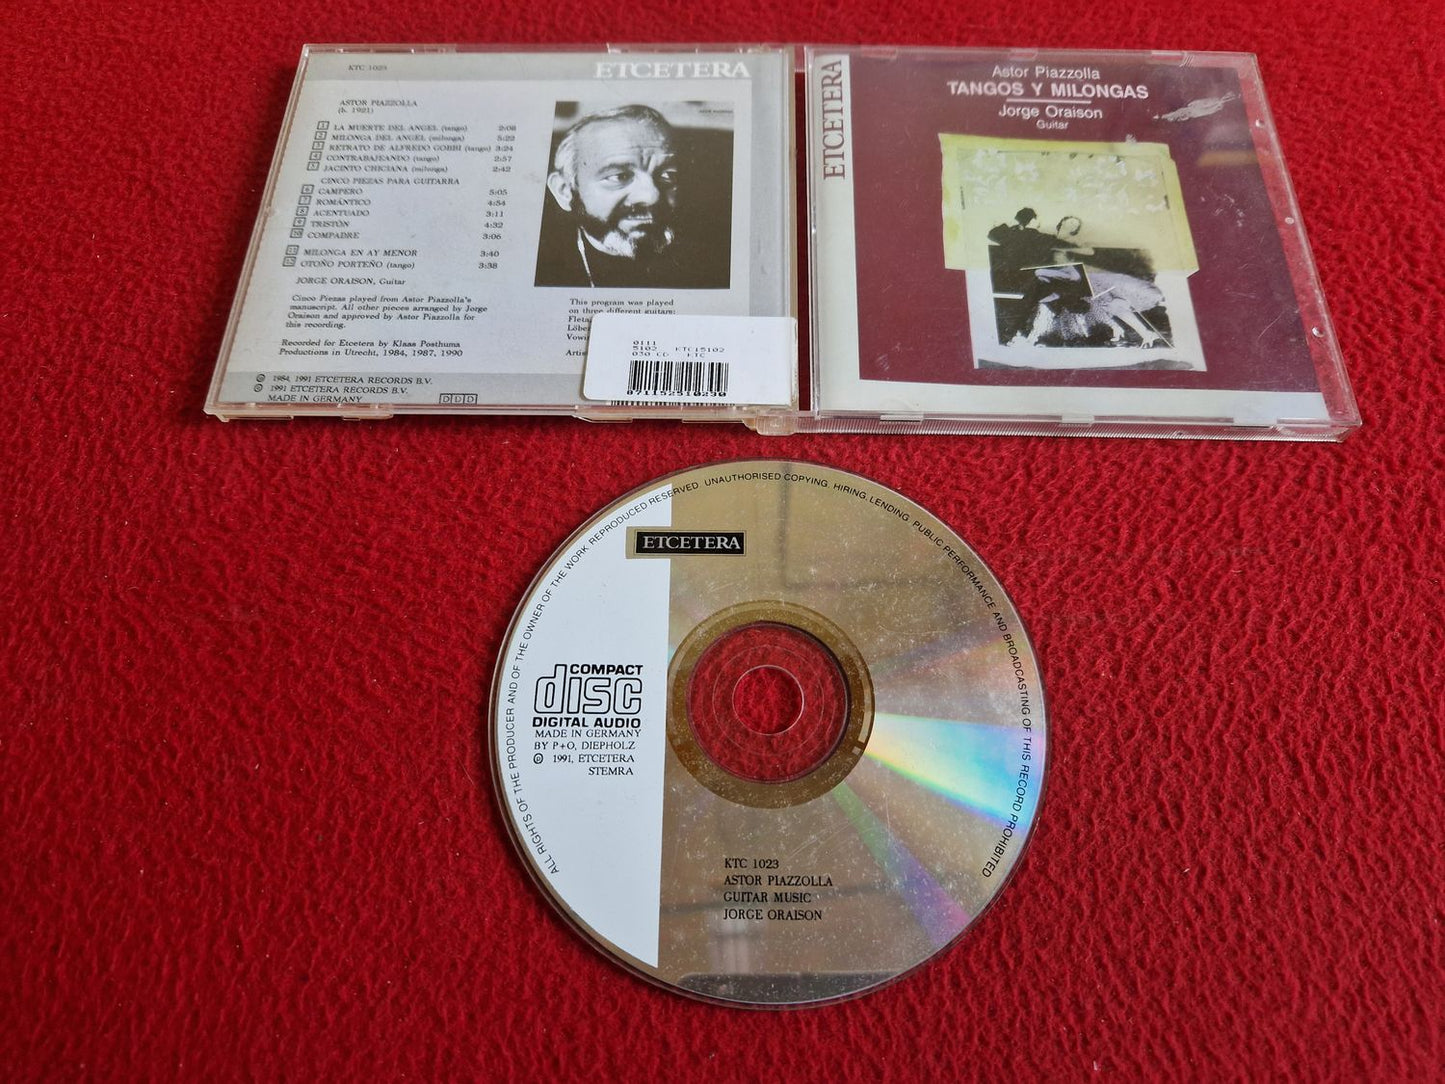 KTC 1023
ETCETERA
ASTOR PIAZZOLLA
(b. 1921)
1 LA MUERTE DEL ANGEL (tango) 2:08
2 MILONGA DEL ANGEL (milonga) 5:22
3 RETRATO DE ALFREDO GOBBI (tango) 3:24
4 CONTRABAJEANDO (tango) 2:57
5 JACINTO CHICIANA (milonga) 2:42
CINCO PIEZAS PARA GUITARRA
6 CAMPERO 5:05
7 ROMÁNTICO 4:54
8 ACENTUADO 3:11
9 TRISTÓN 4:32
10 COMPADRE 3:06
11 MILONGA EN AY MENOR 3:40
12 OTOÑO PORTEÑO (tango) 3:38
JORGE ORAISON, Guitar
Cinco Piezas played from Astor Piazzolla's
manuscript. All other pieces arranged by Jorge
Oraison and approved by Astor Piazzolla for
this recording.
Recorded for Etcetera by Klaas Posthuma
Productions in Utrecht, 1984, 1987, 1990
This program was played
on three different guitars:
℗ 1984, 1991 ETCETERA RECORDS B.V.
© 1991 ETCETERA RECORDS B.V.
MADE IN GERMANY
DDD
0111
5102 KTC15102
030 CD KTC
871152510230
ETCETERA
Astor Piazzolla
TANGOS Y MILONGAS
Jorge Oraison
Guitar
ALL RIGHTS OF THE PRODUCER AND OF THE OWNER OF THE WORK REPRODUCED RESERVED. UNAUTHORISED COPYING, HIRING, LENDING, PUBLIC PERFORMANCE AND BROADCASTING OF THIS RECORD PROHIBITED
ETCETERA
COMPACT
disc
DIGITAL AUDIO
MADE IN GERMANY
BY P+O, DIEPHOLZ
℗ 1991, ETCETERA
STEMRA
KTC 1023
ASTOR PIAZZOLLA
GUITAR MUSIC
JORGE ORAISON